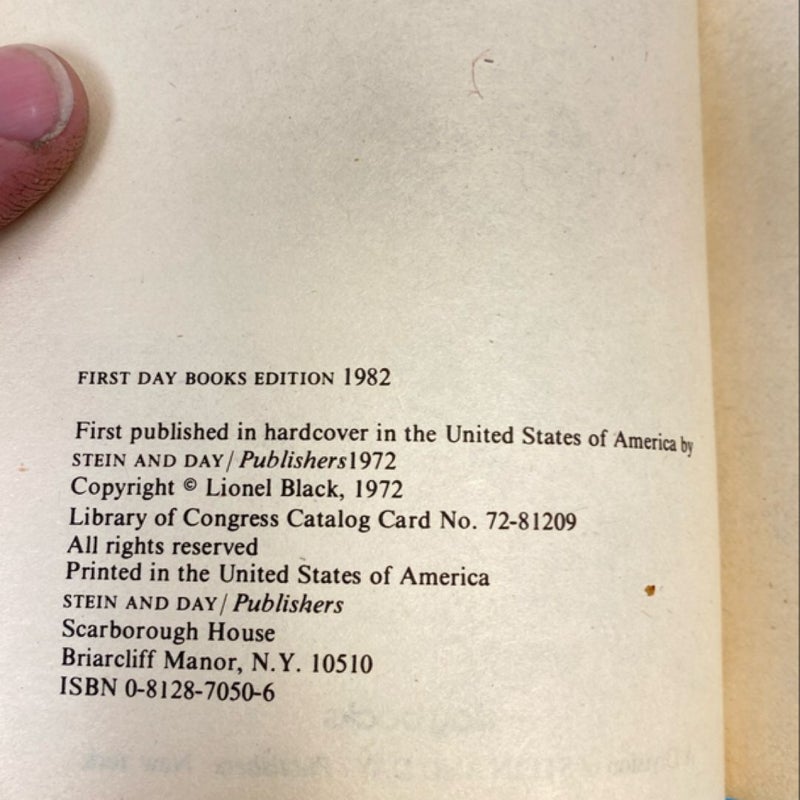 FIRST DAY BOOKS EDITION 1982
First published in hardcover in the United States of America by
STEIN AND DAY/Publishers1972
Copyright © Lionel Black, 1972
Library of Congress Catalog Card No. 72-81209
All rights reserved
Printed in the United States of America
STEIN AND DAY/Publishers
Scarborough House
Briarcliff Manor, N.Y. 10510
ISBN 0-8128-7050-6